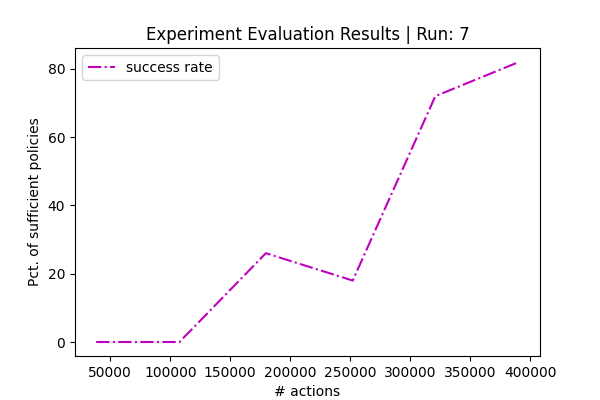 Experiment Evaluation Results | Run: 7
success rate
Pct. of sufficient policies
80
60
40
20
0
50000 100000 150000 200000 250000 300000 350000 400000
# actions